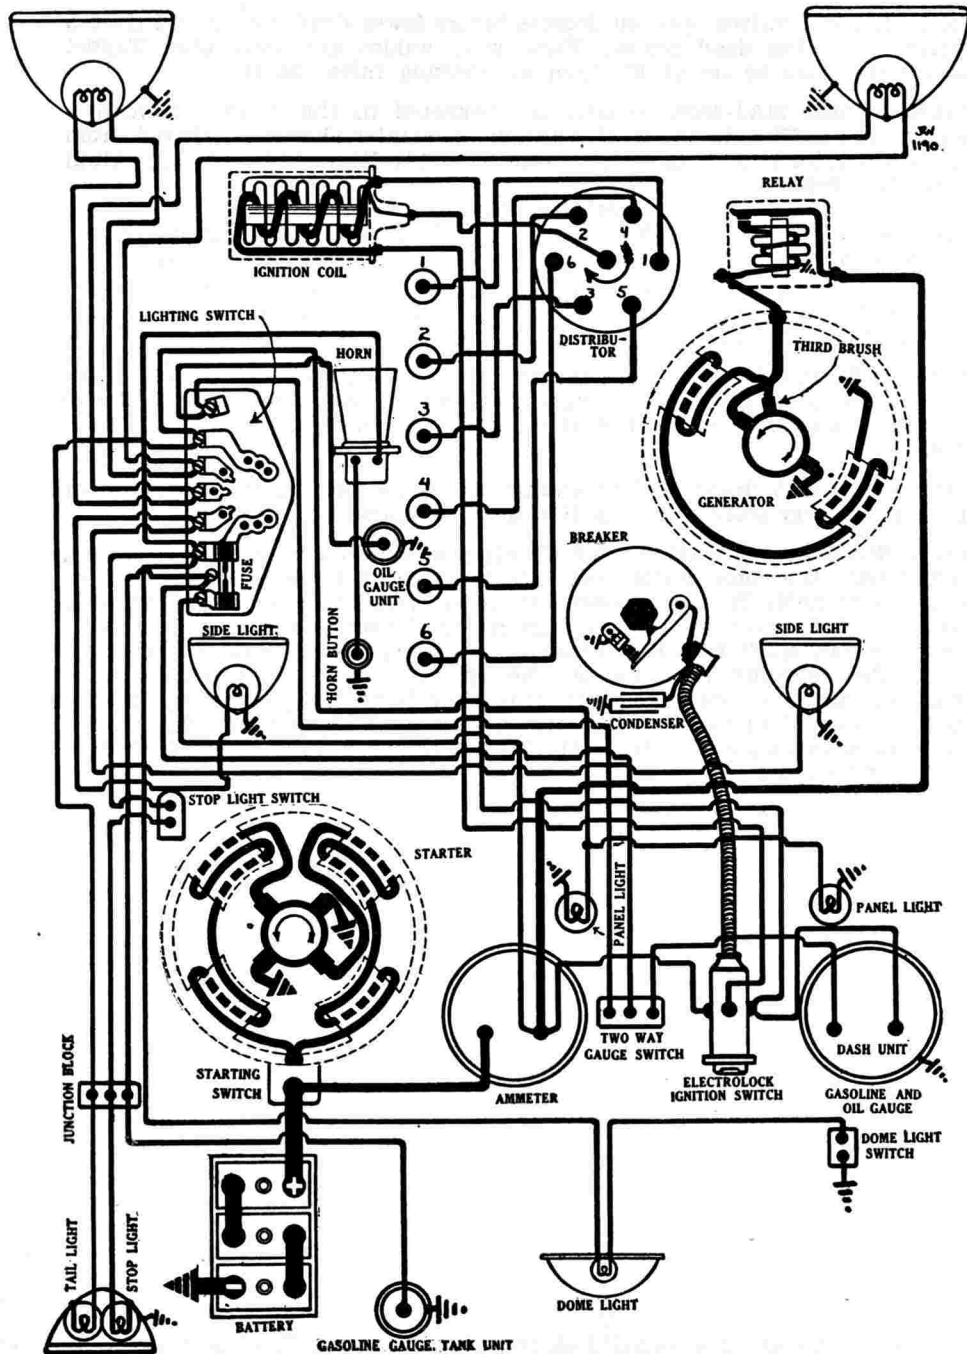 JW
1190.
RELAY
IGNITION COIL
1
2
3
4
5
6
2
4
6
1
3
5
DISTRIBU-
TOR
LIGHTING SWITCH
HORN
THIRD BRUSH
GENERATOR
BREAKER
OIL
GAUGE
UNIT
FUSE
HORN BUTTON
SIDE LIGHT
SIDE LIGHT
CONDENSER
STOP LIGHT SWITCH
STARTER
PANEL LIGHT
PANEL LIGHT
STARTING
SWITCH
AMMETER
TWO WAY
GAUGE SWITCH
ELECTROLOCK
IGNITION SWITCH
DASH UNIT
GASOLINE AND
OIL GAUGE
JUNCTION BLOCK
DOME LIGHT
SWITCH
TAIL LIGHT
STOP LIGHT
+
−
BATTERY
GASOLINE GAUGE, TANK UNIT
DOME LIGHT